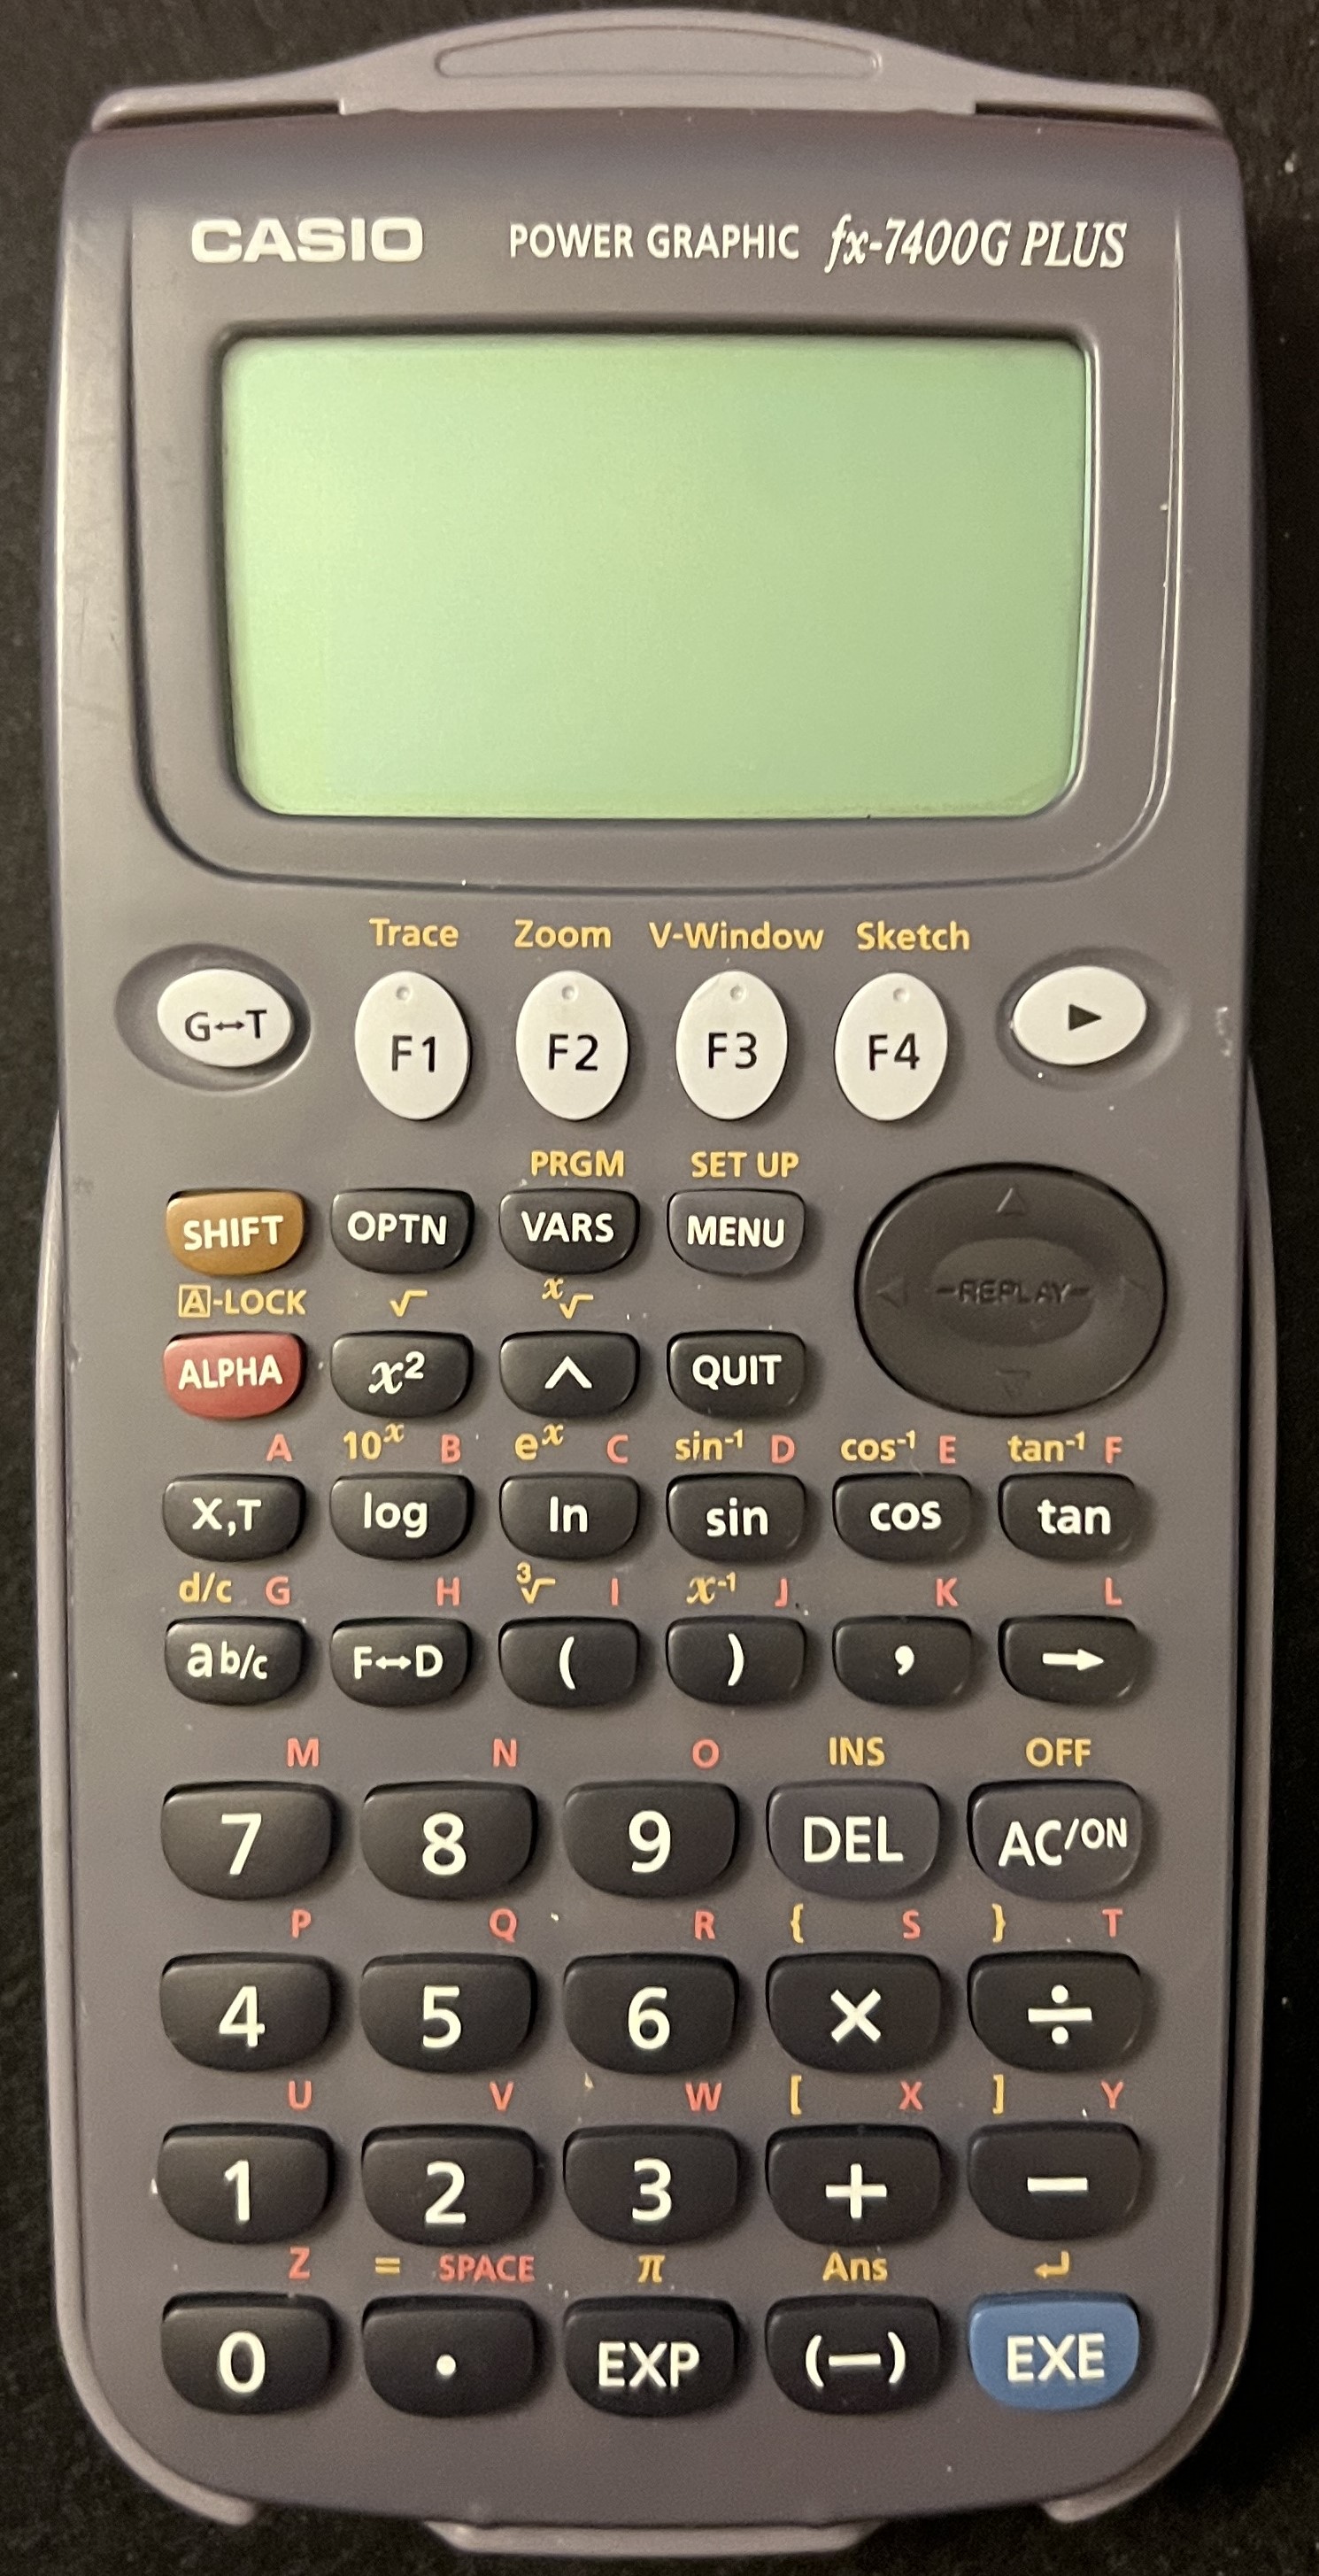 CASIO POWER GRAPHIC fx-7400G PLUS
Trace Zoom V-Window Sketch
G↔T F1 F2 F3 F4 ►
PRGM SET UP
SHIFT OPTN VARS MENU
-REPLAY-
A-LOCK √ ˣ√
ALPHA x² ^ QUIT
A 10ˣ B eˣ C sin⁻¹ D cos⁻¹ E tan⁻¹ F
X,T log ln sin cos tan
d/c G H ³√ I x⁻¹ J K L
a b/c F↔D ( ) , →
M N O INS OFF
7 8 9 DEL AC/ON
P Q R { S } T
4 5 6 × ÷
U V W [ X ] Y
1 2 3 + −
Z = SPACE π Ans ↵
0 . EXP (−) EXE